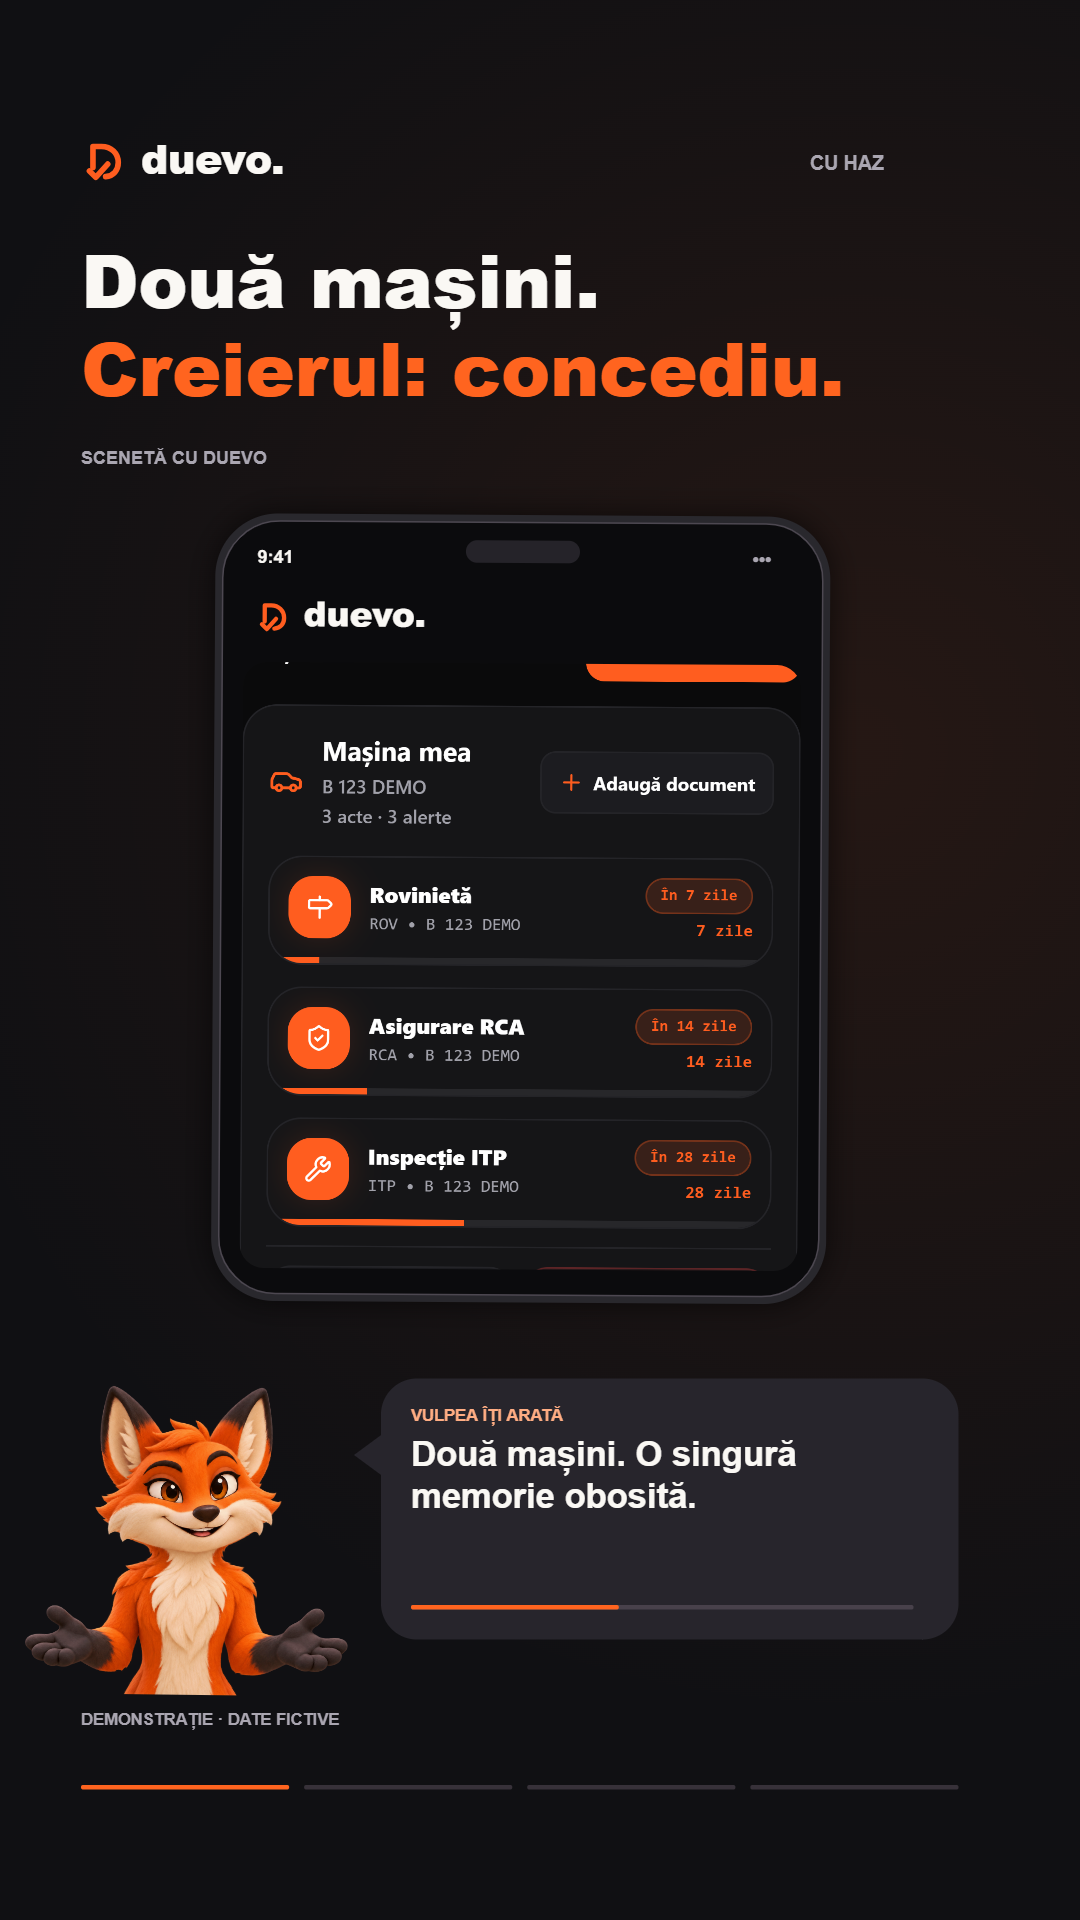 duevo.
CU HAZ
Două mașini.
Creierul: concediu.
SCENETĂ CU DUEVO
9:41
duevo.
Mașina mea
B 123 DEMO
3 acte · 3 alerte
Adaugă document
Rovinietă
ROV • B 123 DEMO
În 7 zile
7 zile
Asigurare RCA
RCA • B 123 DEMO
În 14 zile
14 zile
Inspecție ITP
ITP • B 123 DEMO
În 28 zile
28 zile
VULPEA ÎȚI ARATĂ
Două mașini. O singură
memorie obosită.
DEMONSTRAȚIE · DATE FICTIVE